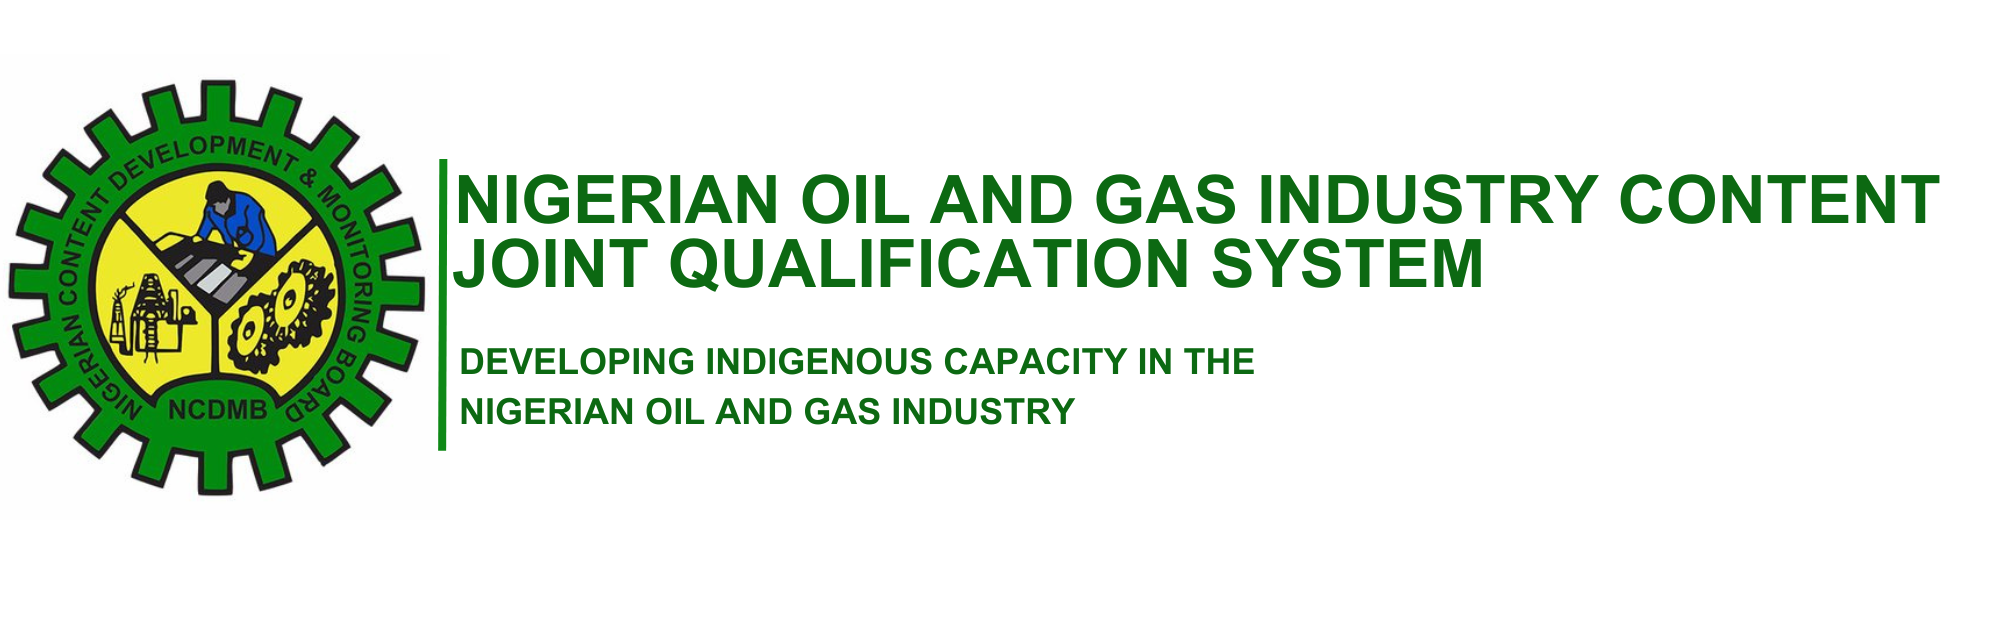 NIGERIAN CONTENT DEVELOPMENT & MONITORING BOARD
NCDMB
NIGERIAN OIL AND GAS INDUSTRY CONTENT
JOINT QUALIFICATION SYSTEM
DEVELOPING INDIGENOUS CAPACITY IN THE
NIGERIAN OIL AND GAS INDUSTRY